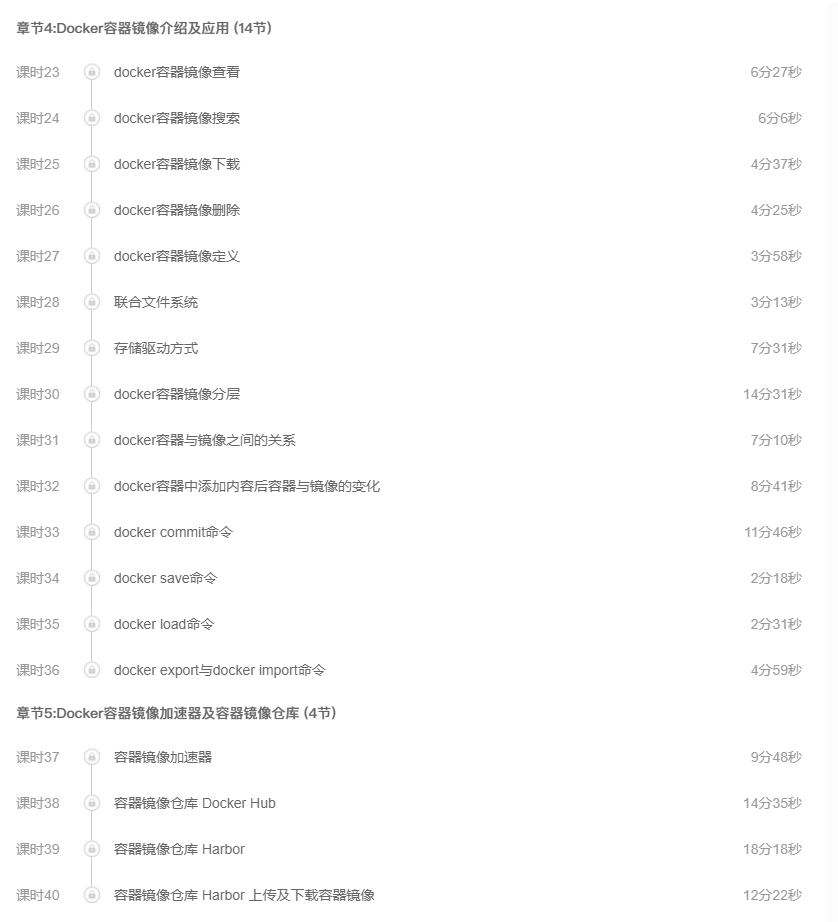 章节4:Docker容器镜像介绍及应用 (14节)
课时23 docker容器镜像查看 6分27秒
课时24 docker容器镜像搜索 6分6秒
课时25 docker容器镜像下载 4分37秒
课时26 docker容器镜像删除 4分25秒
课时27 docker容器镜像定义 3分58秒
课时28 联合文件系统 3分13秒
课时29 存储驱动方式 7分31秒
课时30 docker容器镜像分层 14分31秒
课时31 docker容器与镜像之间的关系 7分10秒
课时32 docker容器中添加内容后容器与镜像的变化 8分41秒
课时33 docker commit命令 11分46秒
课时34 docker save命令 2分18秒
课时35 docker load命令 2分31秒
课时36 docker export与docker import命令 4分59秒
章节5:Docker容器镜像加速器及容器镜像仓库 (4节)
课时37 容器镜像加速器 9分48秒
课时38 容器镜像仓库 Docker Hub 14分35秒
课时39 容器镜像仓库 Harbor 18分18秒
课时40 容器镜像仓库 Harbor 上传及下载容器镜像 12分22秒